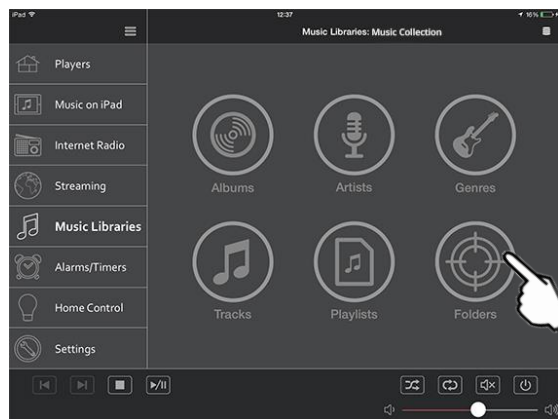 iPad 12:37 16%
Music Libraries: Music Collection
Players
Music on iPad
Internet Radio
Streaming
Music Libraries
Alarms/Timers
Home Control
Settings
Albums Artists Genres
Tracks Playlists Folders